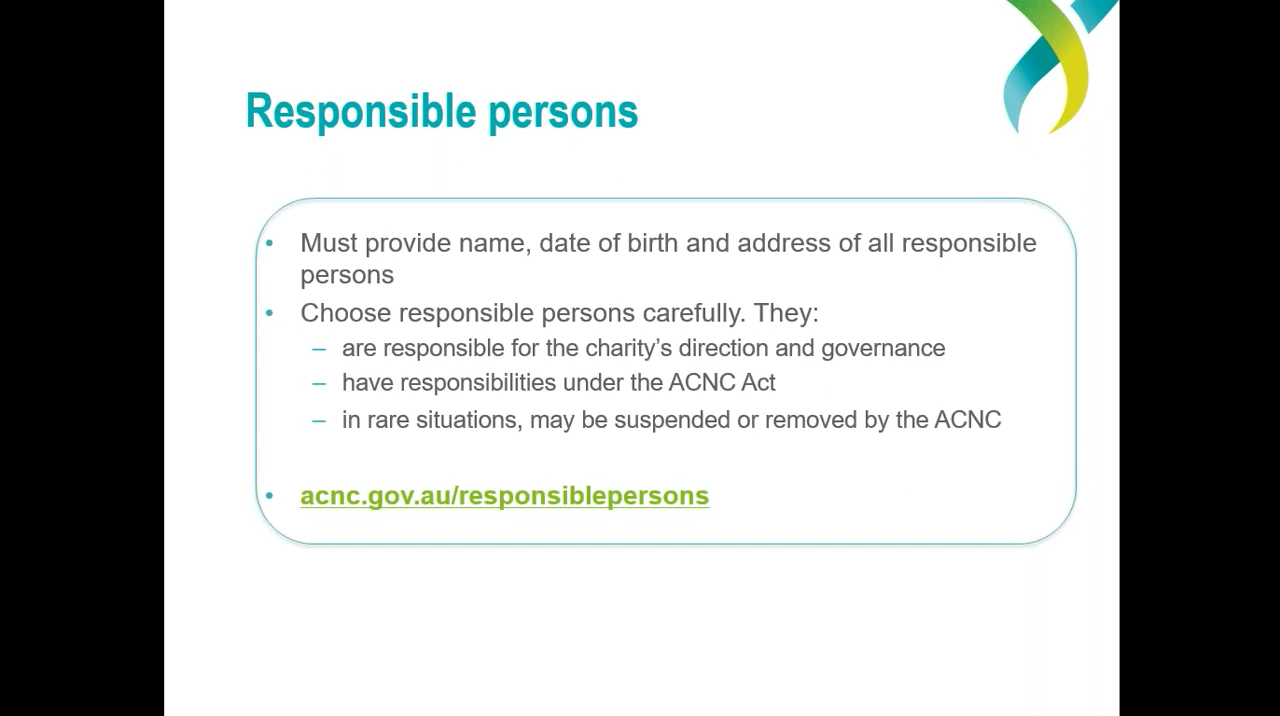 Responsible persons
• Must provide name, date of birth and address of all responsible
persons
• Choose responsible persons carefully. They:
– are responsible for the charity’s direction and governance
– have responsibilities under the ACNC Act
– in rare situations, may be suspended or removed by the ACNC
• acnc.gov.au/responsiblepersons